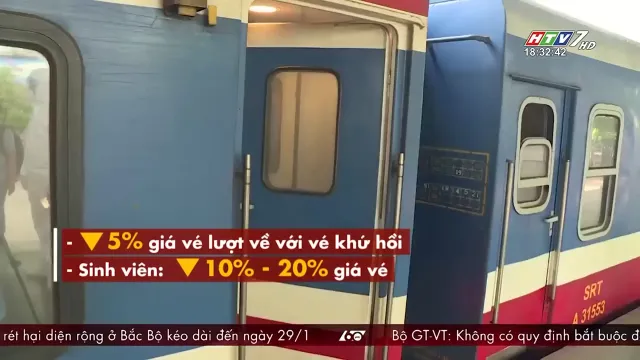 HTV7 HD
18:32:42
- ▼ 5% giá vé lượt về với vé khứ hồi
- Sinh viên: ▼ 10% - 20% giá vé
SRT
A 31553
rét hại diện rộng ở Bắc Bộ kéo dài đến ngày 29/1 60 Bộ GT-VT: Không có quy định bắt buộc đ